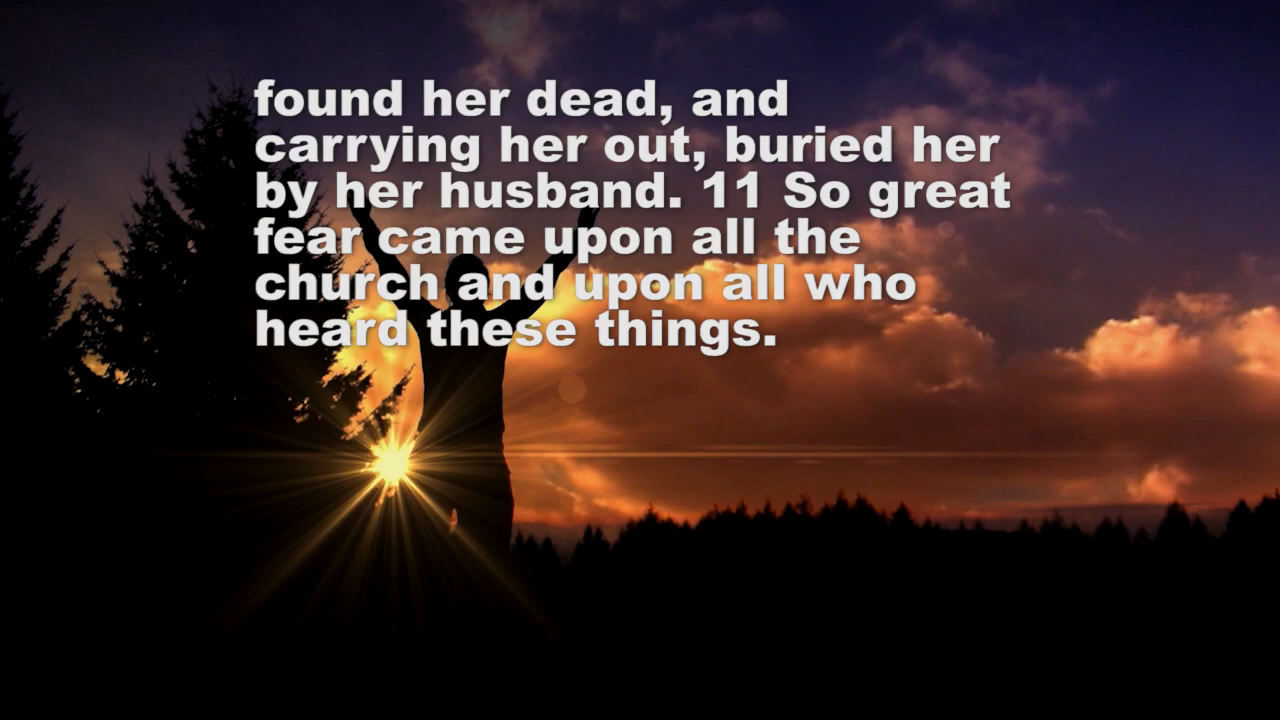 found her dead, and
carrying her out, buried her
by her husband. 11 So great
fear came upon all the
church and upon all who
heard these things.